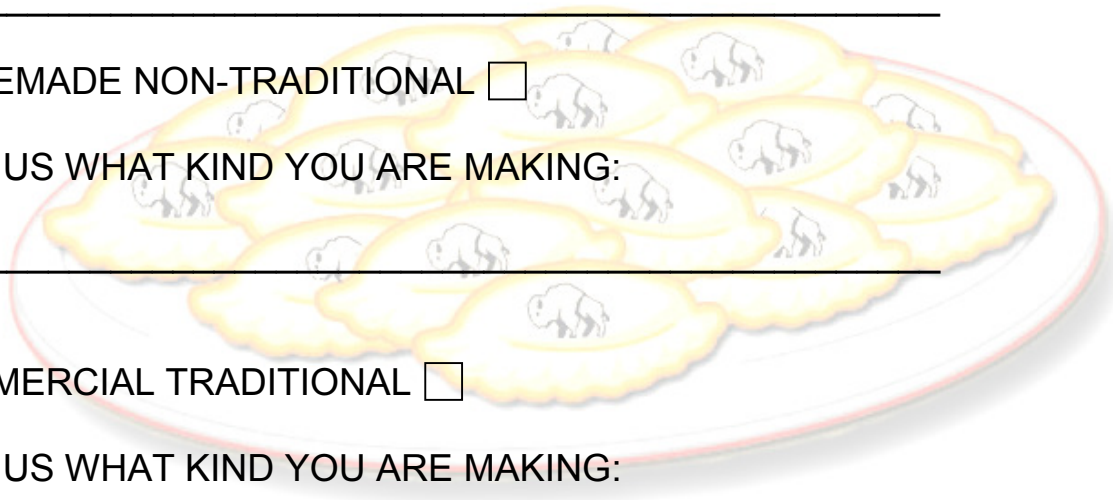 EMADE NON-TRADITIONAL
US WHAT KIND YOU ARE MAKING:
MERCIAL TRADITIONAL
US WHAT KIND YOU ARE MAKING: